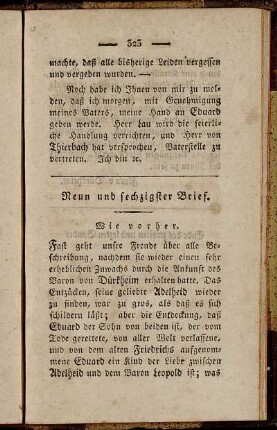 — 323 —
machte, daß alle bisherige Leiden vergessen
und vergeben wurden. —
Noch habe ich Ihnen von mir zu mel-
den, daß ich morgen, mit Genehmigung
meines Vaters, meine Hand an Eduard
geben werde. Herr Lau wird die feierli-
che Handlung verrichten, und Herr von
Thierbach hat versprochen, Vaterstelle zu
vertreten. Ich bin ꝛc.
Neun und sechzigster Brief.
Wie vorher.
Fast geht unsre Freude über alle Be-
schreibung, nachdem sie wieder einen sehr
erheblichen Zuwachs durch die Ankunft des
Baron von Dürkheim erhalten hatte. Das
Entzücken, seine geliebte Adelheid wieder
zu finden, war zu gros, als daß es sich
schildern läßt; aber die Entdeckung, daß
Eduard der Sohn von beiden ist, der vom
Tode gerettete, von aller Welt verlassene,
und von dem alten Friedrichs aufgenom-
mene Eduard ein Kind der Liebe zwischen
Adelheid und dem Baron Leopold ist; was